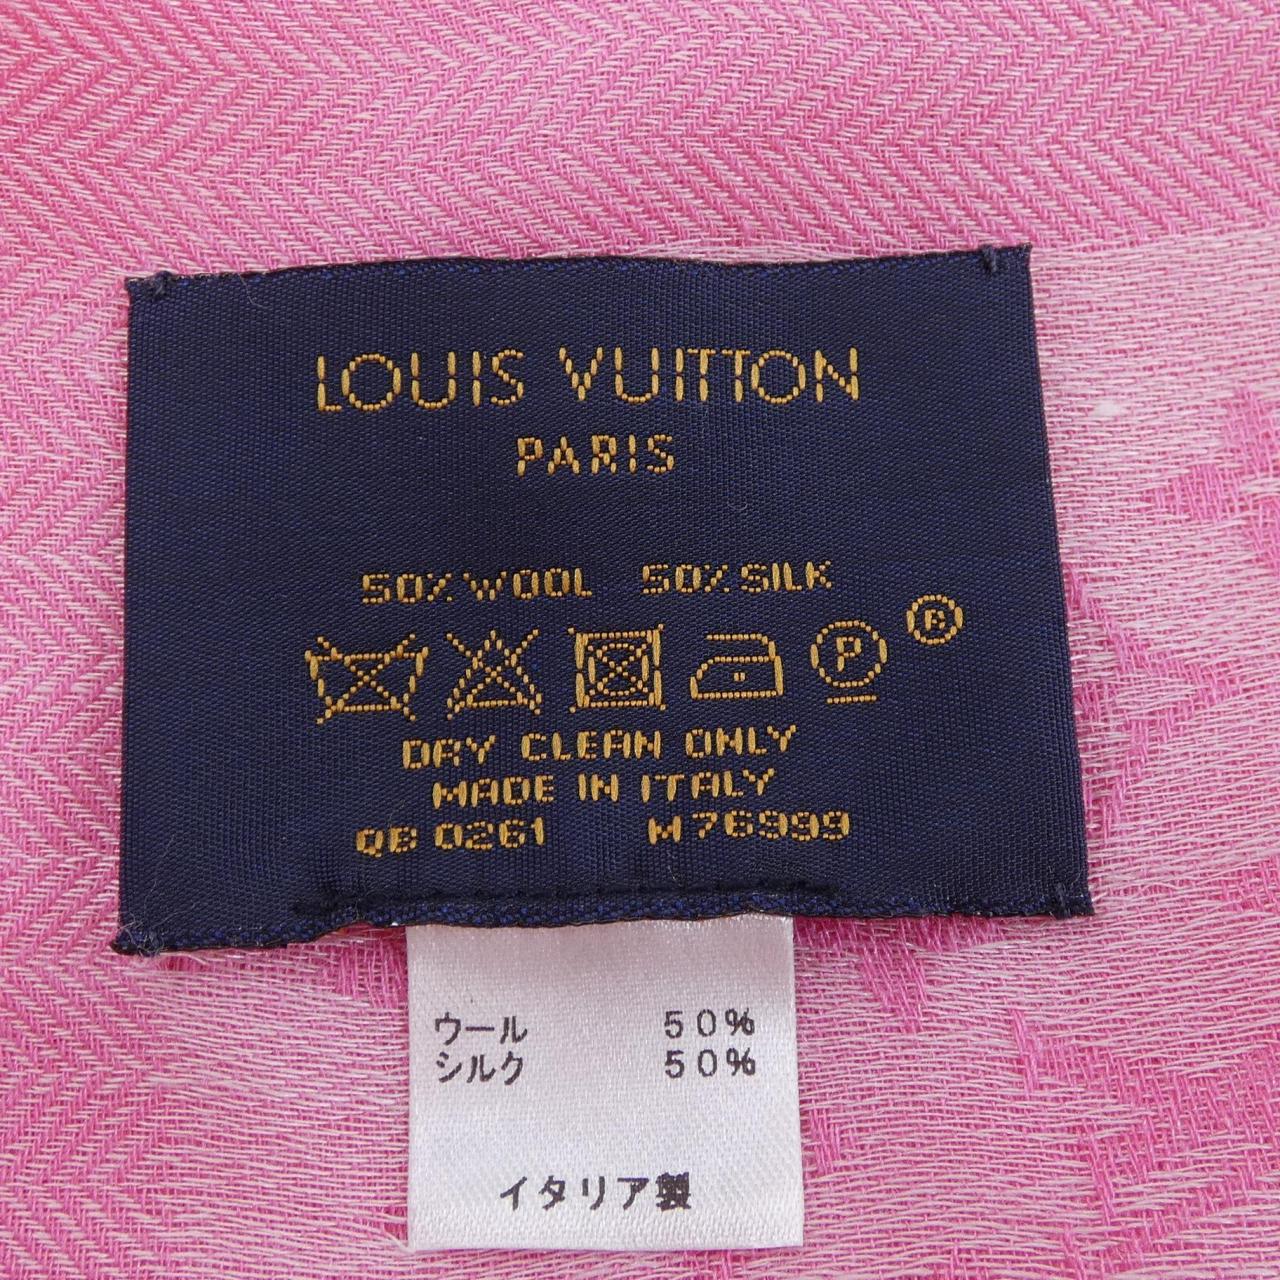 LOUIS VUITTON
PARIS
50% WOOL 50% SILK
P ®
DRY CLEAN ONLY
MADE IN ITALY
QB 0261 M76999
ウール 50%
シルク 50%
イタリア製